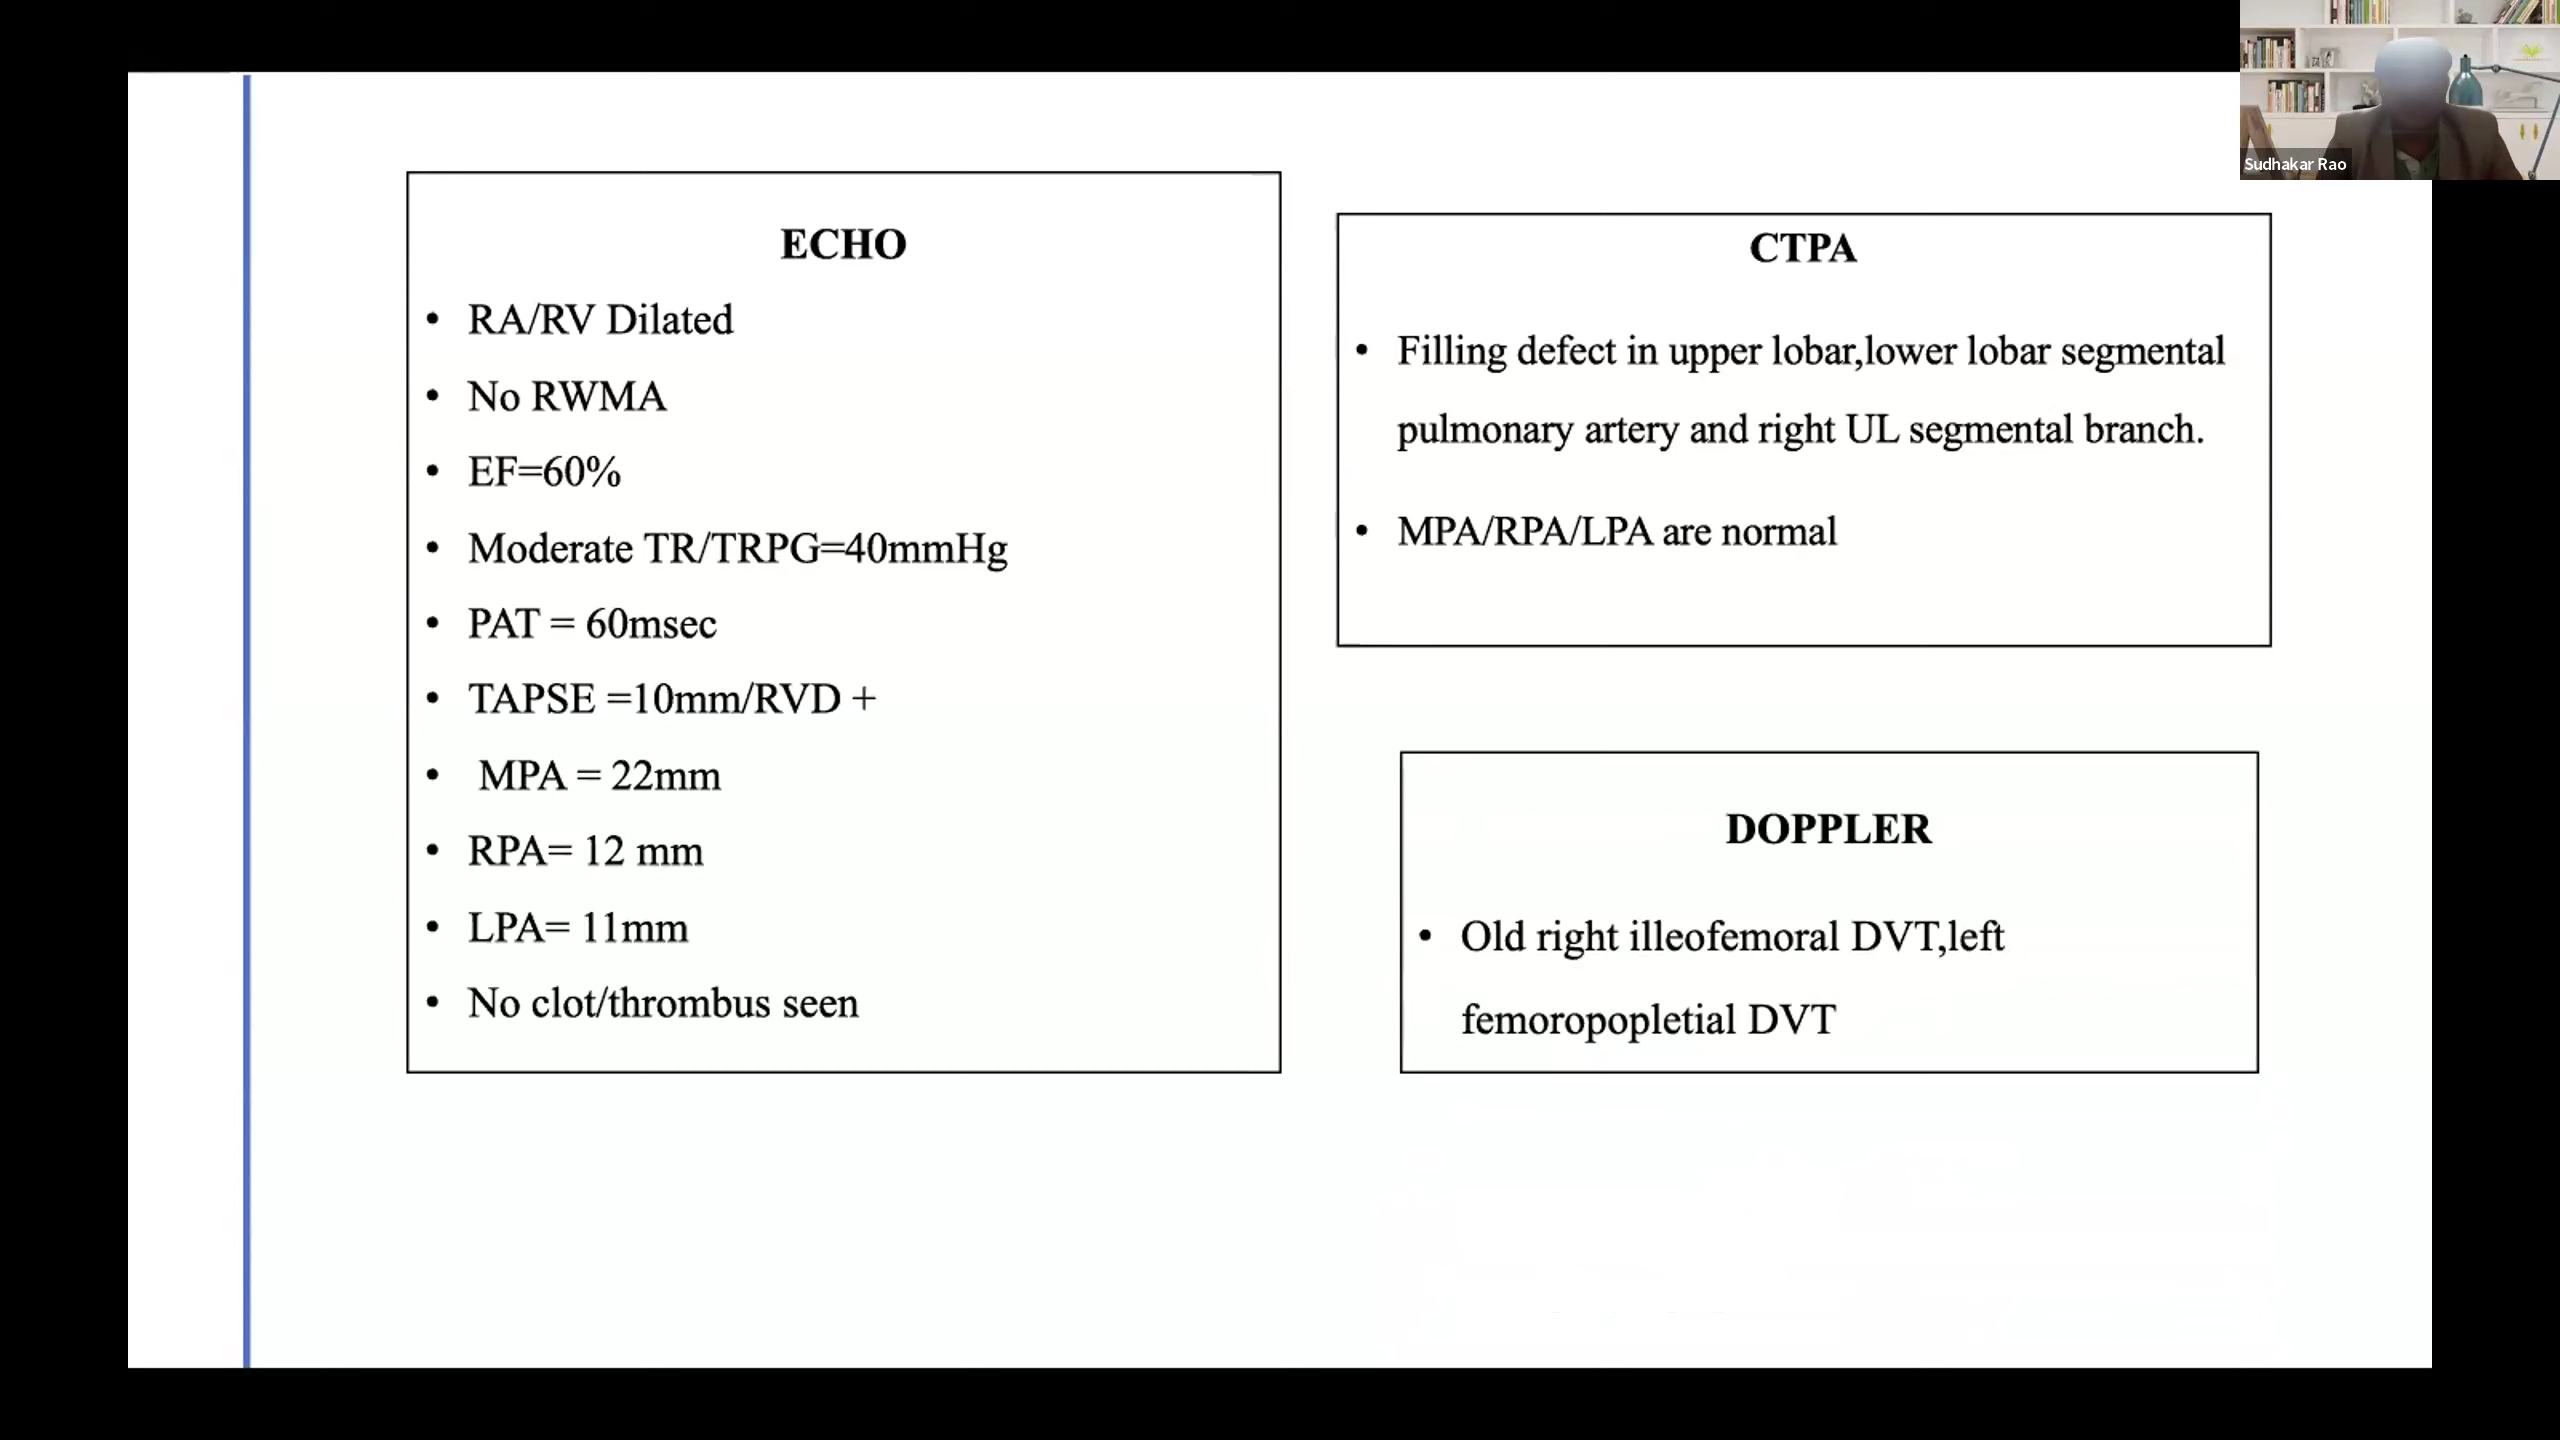 Sudhakar Rao
ECHO
• RA/RV Dilated
• No RWMA
• EF=60%
• Moderate TR/TRPG=40mmHg
• PAT = 60msec
• TAPSE =10mm/RVD +
• MPA = 22mm
• RPA= 12 mm
• LPA= 11mm
• No clot/thrombus seen
CTPA
• Filling defect in upper lobar,lower lobar segmental
pulmonary artery and right UL segmental branch.
• MPA/RPA/LPA are normal
DOPPLER
• Old right illeofemoral DVT,left
femoropopletial DVT